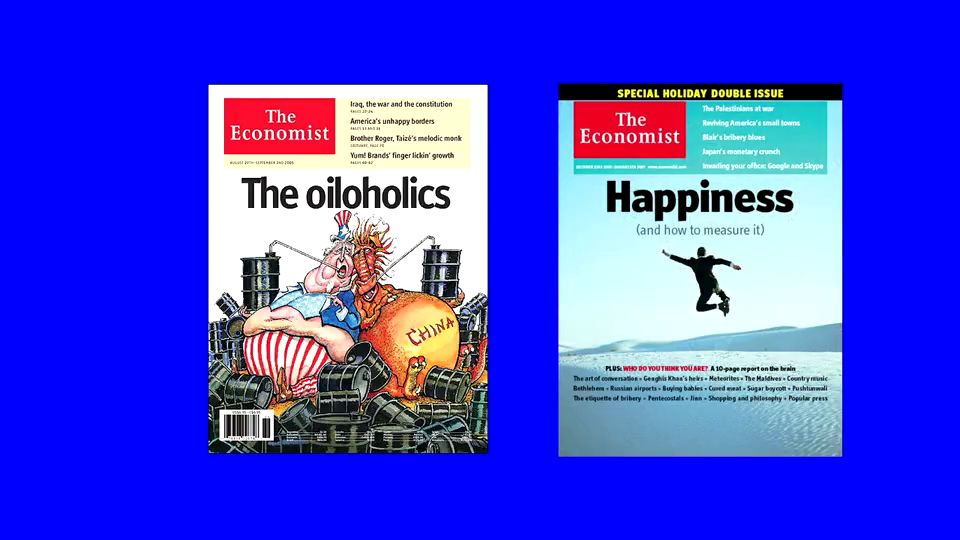 The
Economist
Iraq, the war and the constitution
America's unhappy borders
Brother Roger, Taizé's melodic monk
Yum! Brands' finger lickin' growth
The oiloholics
CHINA
SPECIAL HOLIDAY DOUBLE ISSUE
The
Economist
The Palestinians at war
Reviving America's small towns
Blair's bribery blues
Japan's monetary crunch
Invading your office: Google and Skype
Happiness
(and how to measure it)
PLUS: WHO DO YOU THINK YOU ARE? A 10-page report on the brain
The art of conversation • Genghis Khan's heirs • Meteorites • The Maldives • Country music
Bethlehem • Russian airports • Buying babies • Cured meat • Sugar boycott • Pushtunwali
The etiquette of bribery • Pentecostals • Jien • Shopping and philosophy • Popular press